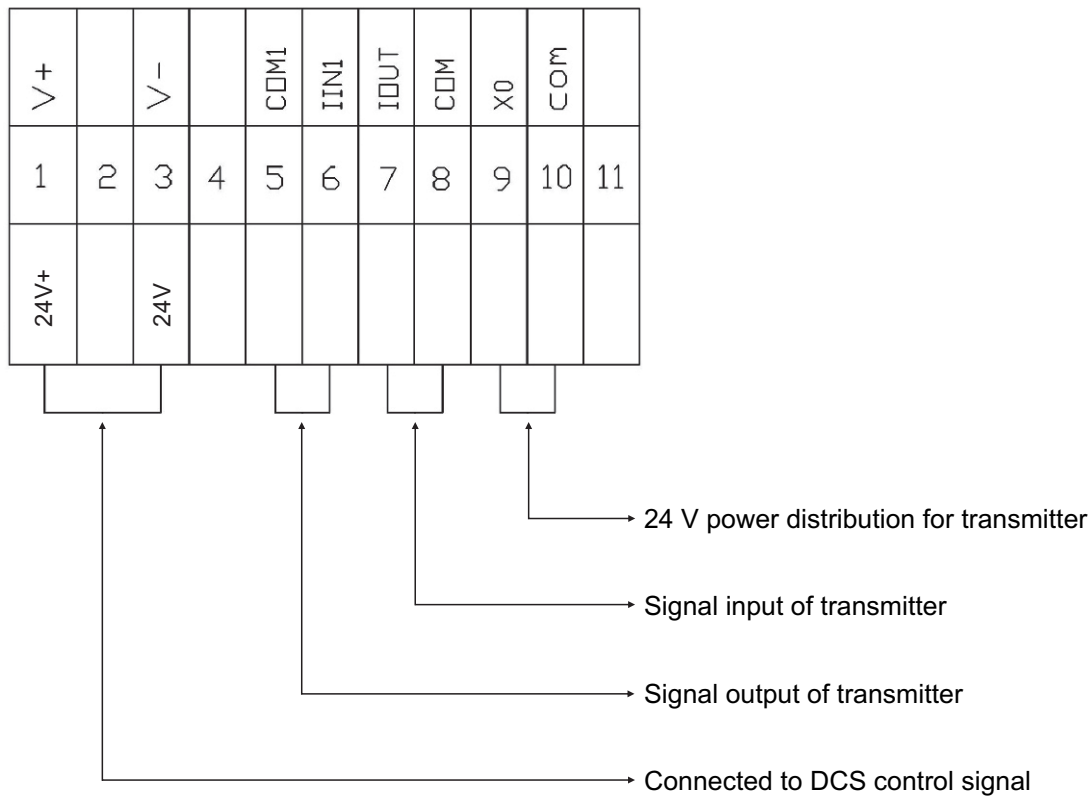 V+ V- COM1 IIN1 IOUT COM X0 COM
1 2 3 4 5 6 7 8 9 10 11
24V+ 24V
24 V power distribution for transmitter
Signal input of transmitter
Signal output of transmitter
Connected to DCS control signal